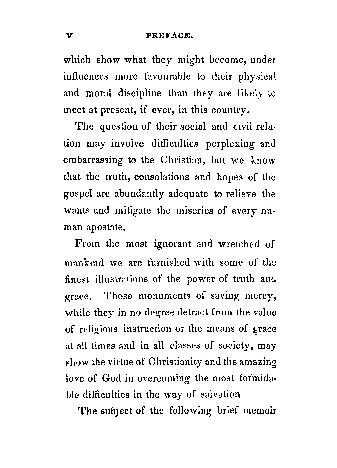 V PREFACE.
which show what they might become, under
influences more favourable to their physical
and moral discipline than they are likely to
meet at present, if ever, in this country.
The question of their social and civil rela-
tion may involve difficulties perplexing and
embarrassing to the Christian, but we know
that the truth, consolations and hopes of the
gospel are abundantly adequate to relieve the
wants and mitigate the miseries of every hu-
man apostate.
From the most ignorant and wretched of
mankind we are furnished with some of the
finest illustrations of the power of truth and
grace. These monuments of saving mercy,
while they in no degree detract from the value
of religious instruction or the means of grace
at all times and in all classes of society, may
show the virtue of Christianity and the amazing
love of God in overcoming the most formida-
ble difficulties in the way of salvation
The subject of the following brief memoir